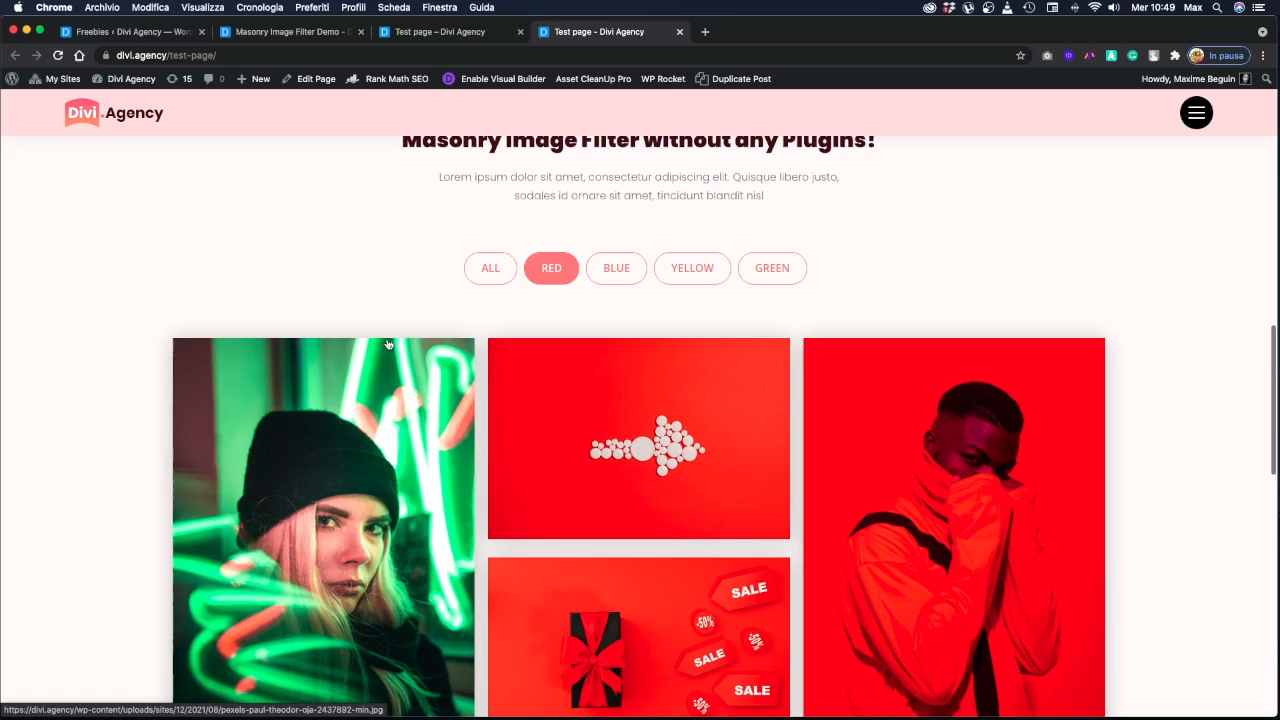 Chrome Archivio Modifica Visualizza Cronologia Preferiti Profili Pannello Finestra Guida Mer 10:49
Freebies ‹ Divi Agency — Wor
Masonry Image Filter Demo - D
Test page – Divi Agency
Test page - Divi Agency
divi.agency/test-page/
In pausa
My Sites Divi Agency 15 0 New Edit Page Rank Math SEO Enable Visual Builder Asset CleanUp Pro WP Rocket Duplicate Post Howdy, Maxime Beguin
Divi.Agency
Masonry Image Filter without any Plugins!
Lorem ipsum dolor sit amet, consectetur adipiscing elit. Quisque libero justo,
sodales id ornare sit amet, tincidunt blandit nisl
ALL RED BLUE YELLOW GREEN
SALE
-50%
50%
SALE
SALE
-50%
https://divi.agency/wp-content/uploads/sites/12/2021/08/pexels-paul-theodor-oja-2437892-min.jpg